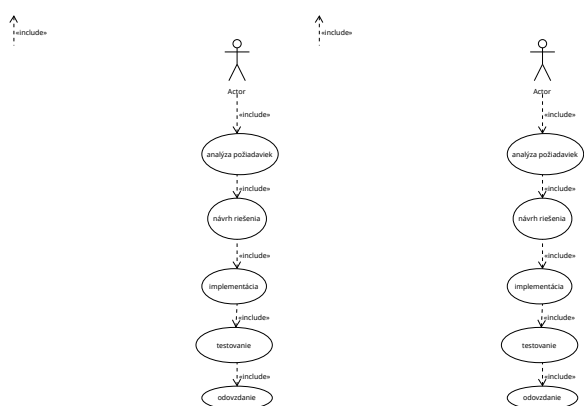 «include»
Actor
«include»
analýza požiadaviek
«include»
návrh riešenia
«include»
implementácia
«include»
testovanie
«include»
odovzdanie
«include»
Actor
«include»
analýza požiadaviek
«include»
návrh riešenia
«include»
implementácia
«include»
testovanie
«include»
odovzdanie